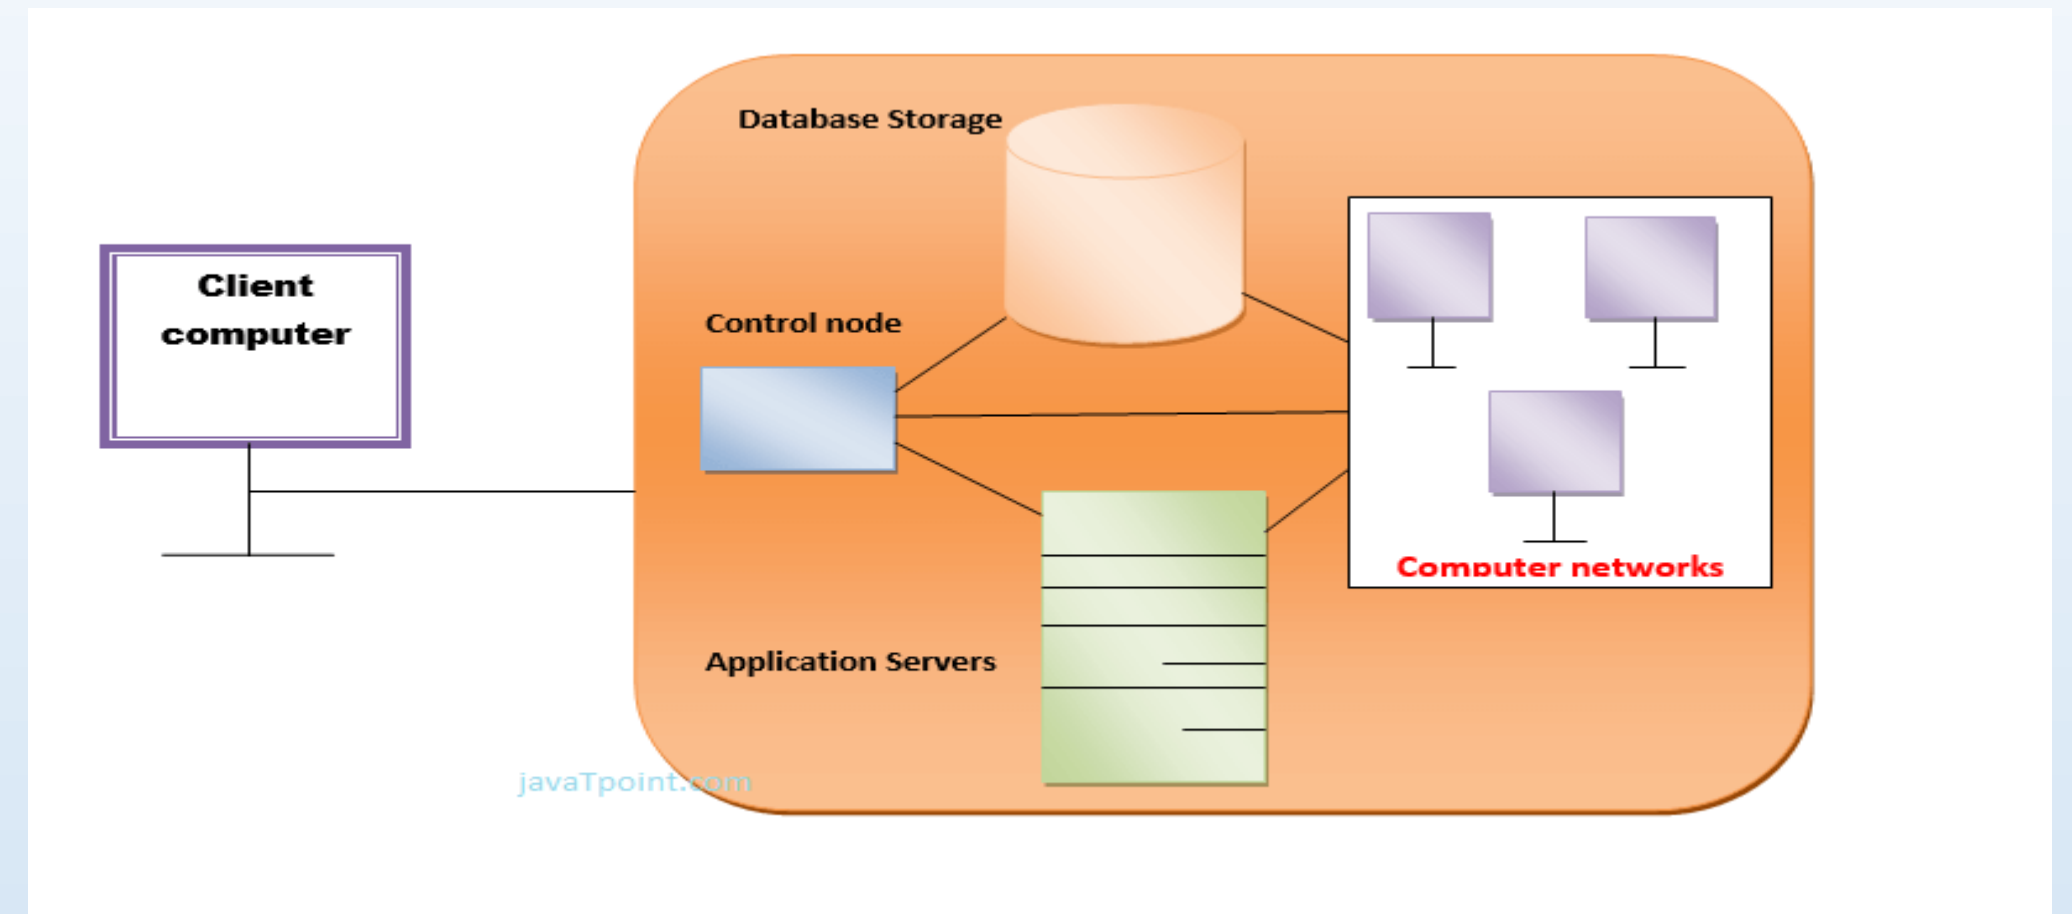 Database Storage
Client
computer
Control node
Computer networks
Application Servers
javaTpoint.com